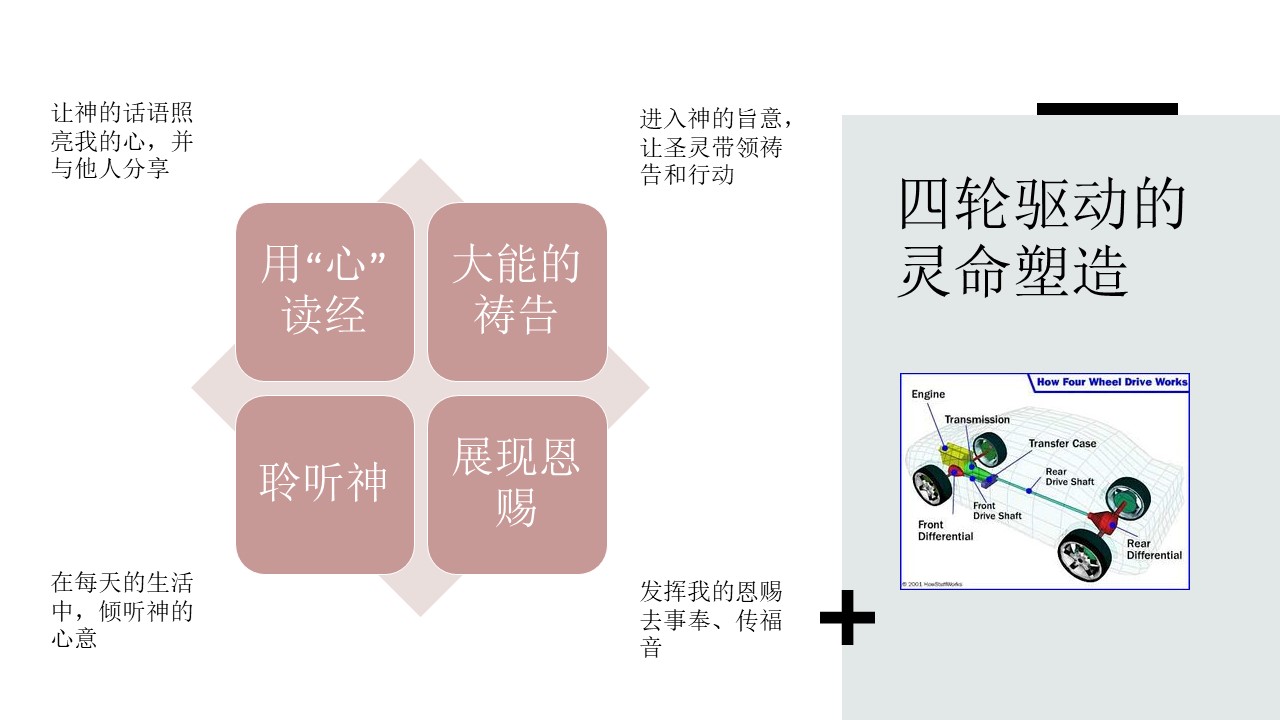 让神的话语照
亮我的心，并
与他人分享
进入神的旨意，
让圣灵带领祷
告和行动
用“心”
读经
大能的
祷告
聆听神
展现恩
赐
在每天的生活
中，倾听神的
心意
发挥我的恩赐
去事奉、传福
音
四轮驱动的
灵命塑造
How Four Wheel Drive Works
Engine
Transmission
Transfer Case
Rear
Drive Shaft
Front
Drive Shaft
Front
Differential
Rear
Differential
© 2001 HowStuffWorks